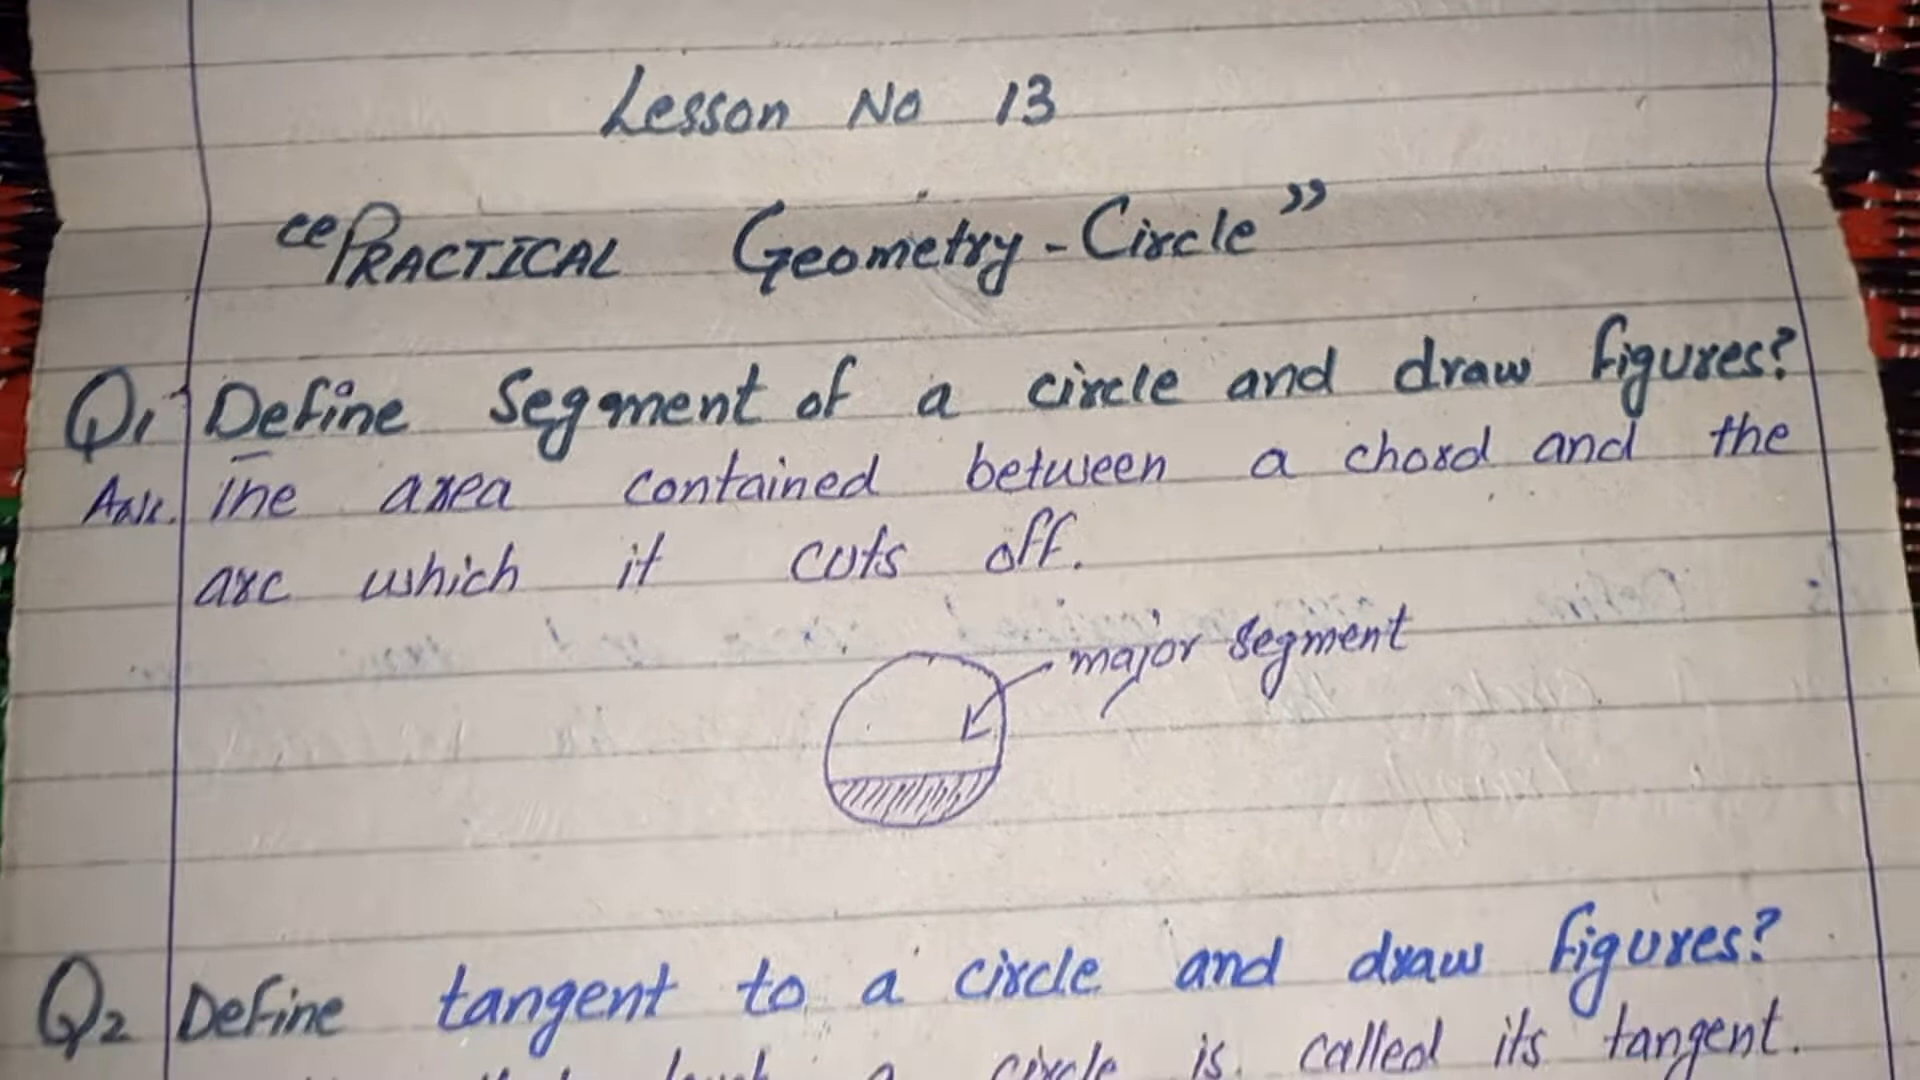 Lesson No 13
"PRACTICAL Geometry - Circle"
Q1 Define Segment of a circle and draw figures?
Ans. The area contained between a chord and the
arc which it cuts off.
major segment
Q2 Define tangent to a circle and draw figures?
a circle is called its tangent.